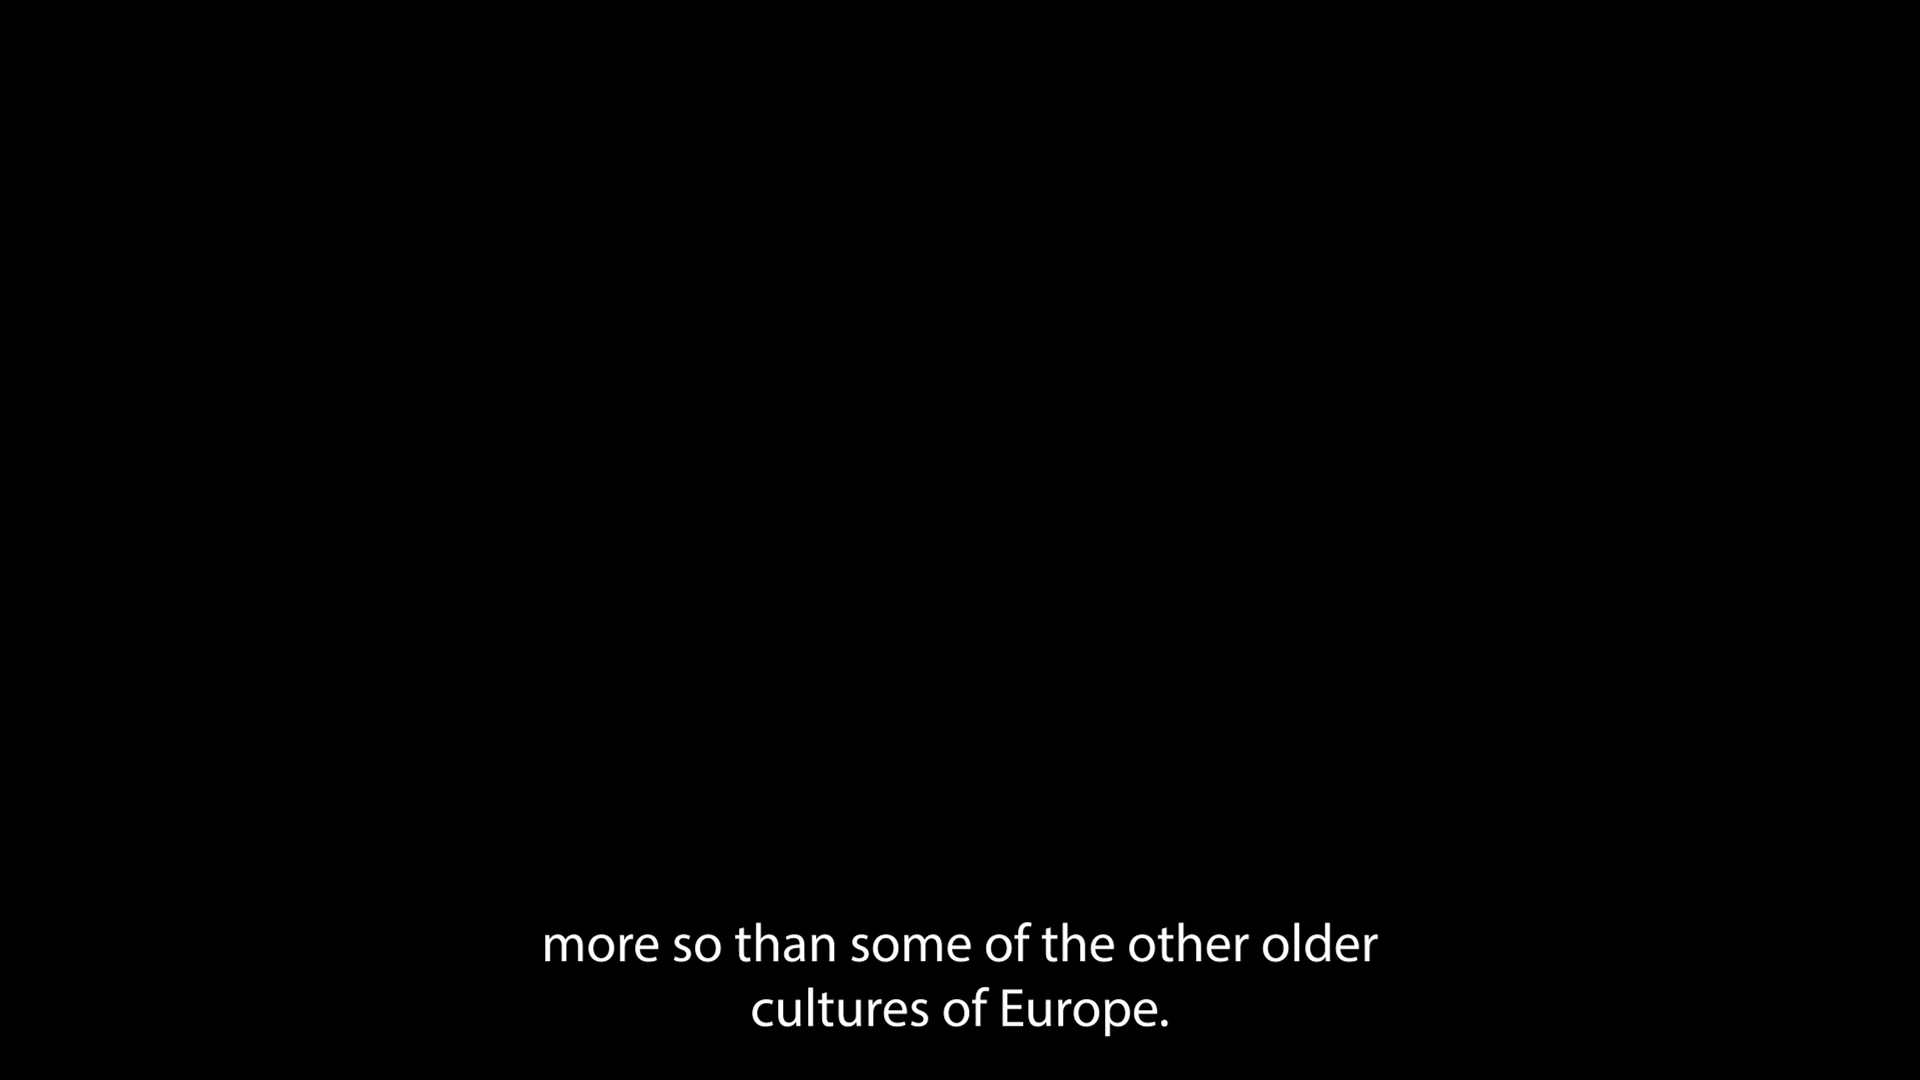 more so than some of the other older
cultures of Europe.